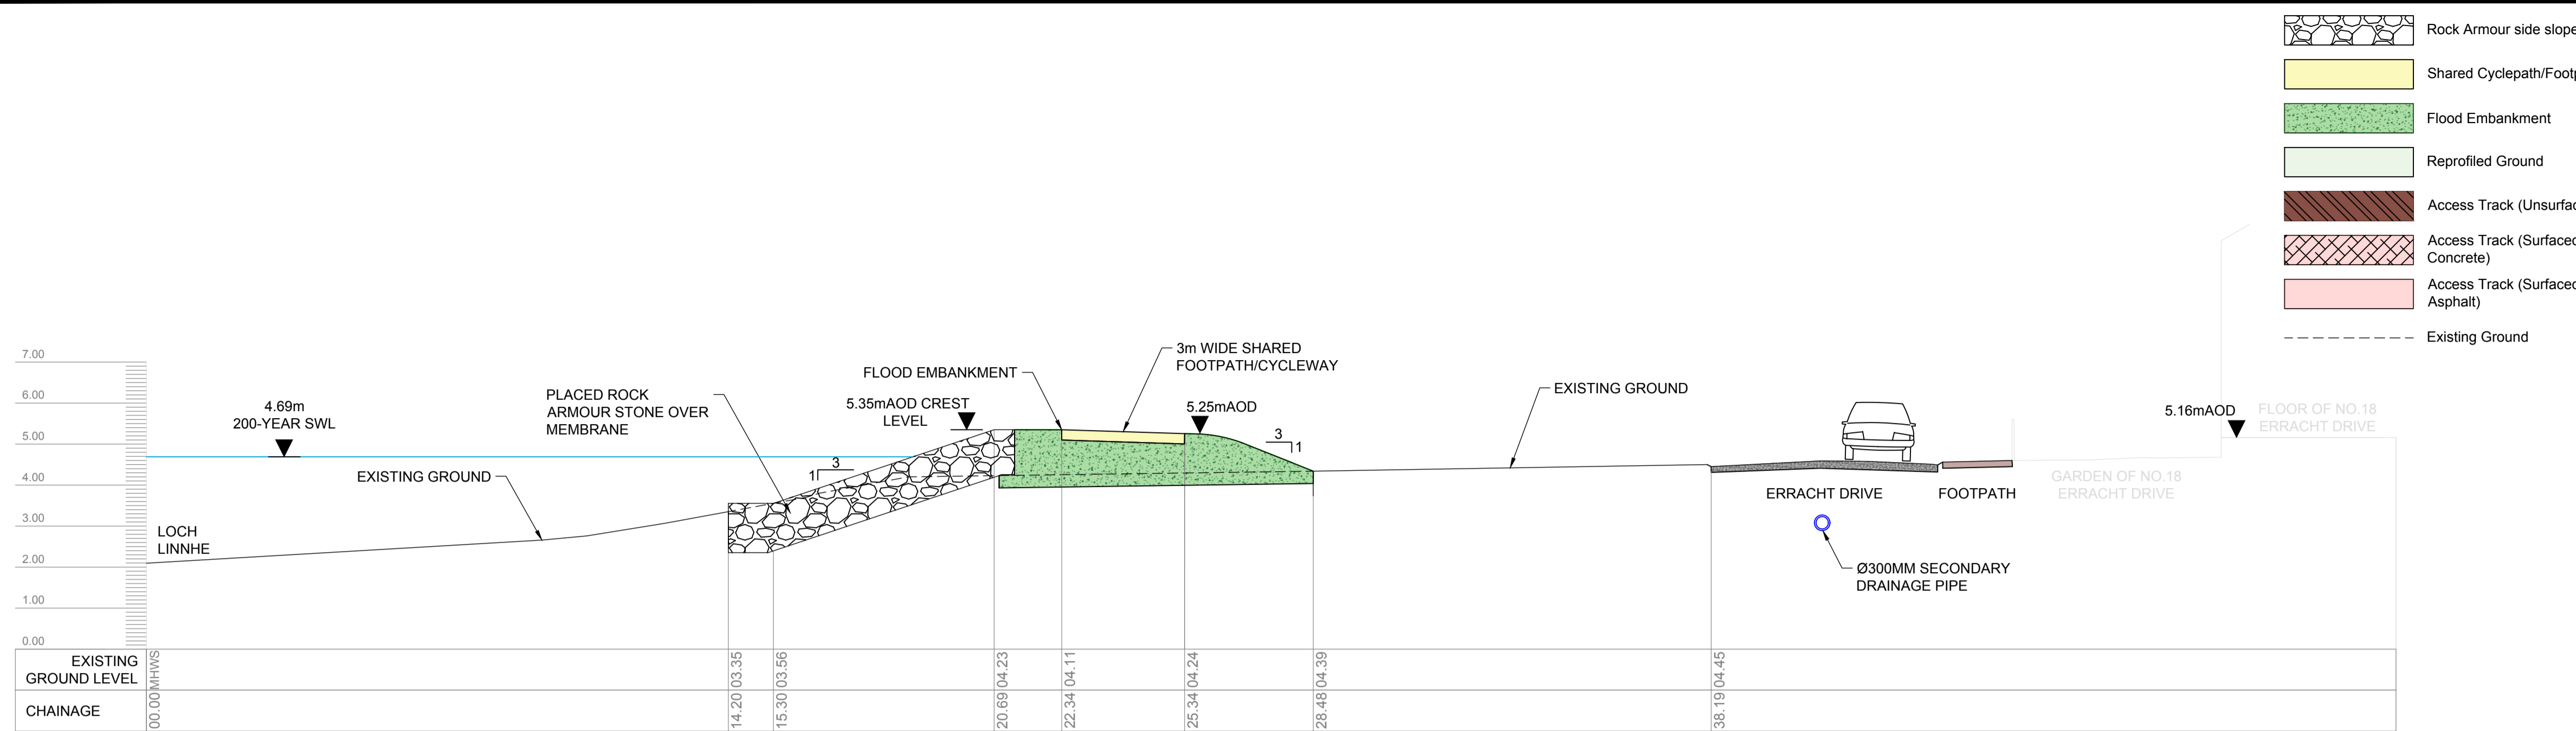 Rock Armour side slope
Shared Cyclepath/Foot
Flood Embankment
Reprofiled Ground
Access Track (Unsurfac
Access Track (Surfaced
Concrete)
Access Track (Surfaced
Asphalt)
Existing Ground
7.00
6.00
5.00
4.00
3.00
2.00
1.00
0.00
4.69m
200-YEAR SWL
EXISTING GROUND
LOCH
LINNHE
PLACED ROCK
ARMOUR STONE OVER
MEMBRANE
3
1
FLOOD EMBANKMENT
5.35mAOD CREST
LEVEL
3m WIDE SHARED
FOOTPATH/CYCLEWAY
5.25mAOD
3
1
EXISTING GROUND
ERRACHT DRIVE
FOOTPATH
Ø300MM SECONDARY
DRAINAGE PIPE
GARDEN OF NO.18
ERRACHT DRIVE
5.16mAOD
FLOOR OF NO.18
ERRACHT DRIVE
EXISTING
GROUND LEVEL
MHWS
03.35
03.56
04.23
04.11
04.24
04.39
04.45
CHAINAGE
00.00
14.20
15.30
20.69
22.34
25.34
28.48
38.19